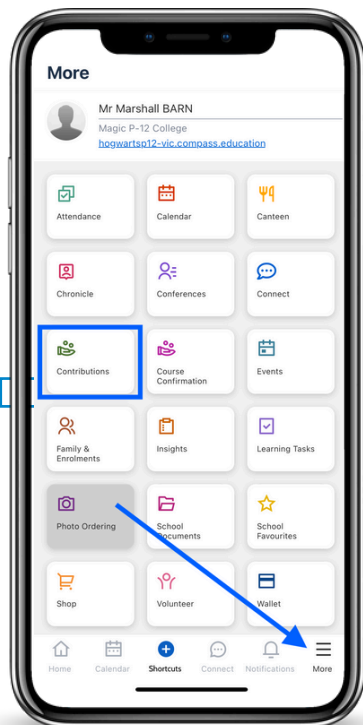 More
Mr Marshall BARN
Magic P-12 College
hogwartsp12-vic.compass.education
Attendance
Calendar
Canteen
Chronicle
Conferences
Connect
Contributions
Course
Confirmation
Events
Family &
Enrolments
Insights
Learning Tasks
Photo Ordering
School
Documents
School
Favourites
Shop
Volunteer
Wallet
Home
Calendar
Shortcuts
Connect
Notifications
More